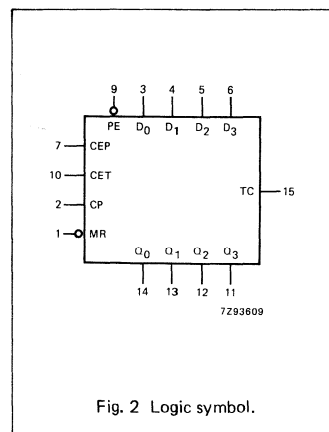 9 3 4 5 6
PE D0 D1 D2 D3
7 CEP
10 CET
TC 15
2 CP
1 MR
Q0 Q1 Q2 Q3
14 13 12 11
7Z93609
Fig. 2 Logic symbol.